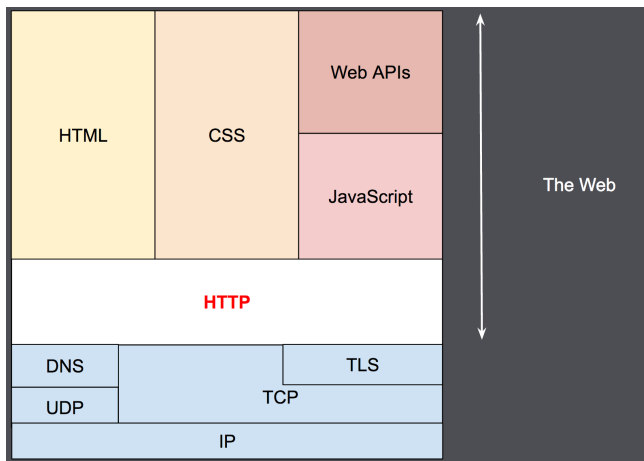 Web APIs
HTML
CSS
JavaScript
The Web
HTTP
DNS
TLS
UDP
TCP
IP